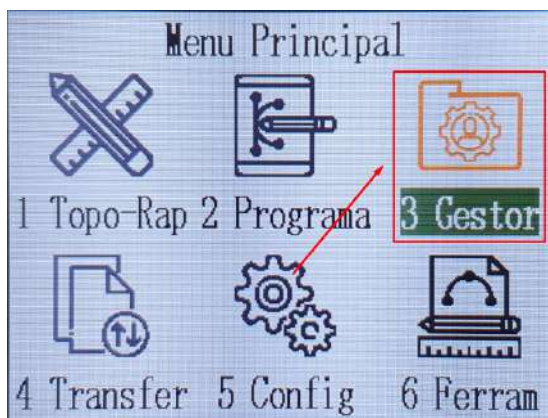 Menu Principal
1 Topo-Rap 2 Programa 3 Gestor
4 Transfer 5 Config 6 Ferram